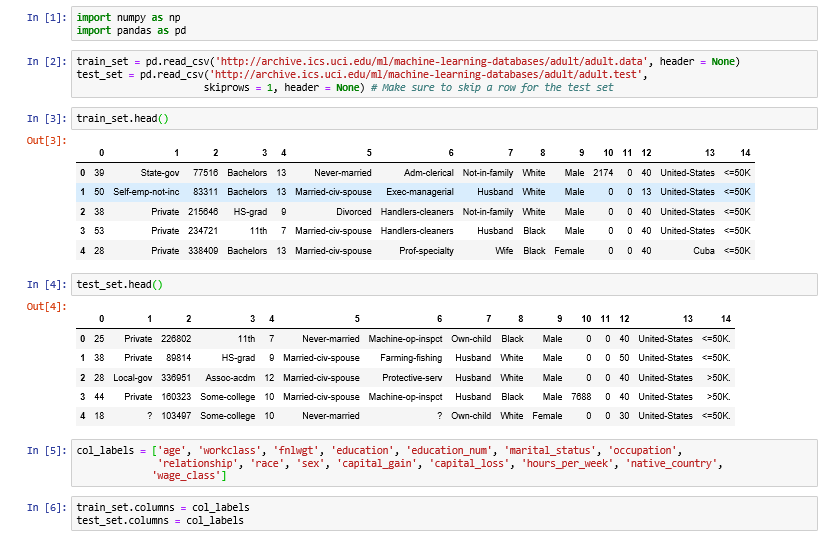 In [1]: import numpy as np
import pandas as pd
In [2]: train_set = pd.read_csv('http://archive.ics.uci.edu/ml/machine-learning-databases/adult/adult.data', header = None)
test_set = pd.read_csv('http://archive.ics.uci.edu/ml/machine-learning-databases/adult/adult.test',
skiprows = 1, header = None) # Make sure to skip a row for the test set
In [3]: train_set.head()
Out[3]:
0 1 2 3 4 5 6 7 8 9 10 11 12 13 14
0 39 State-gov 77516 Bachelors 13 Never-married Adm-clerical Not-in-family White Male 2174 0 40 United-States <=50K
1 50 Self-emp-not-inc 83311 Bachelors 13 Married-civ-spouse Exec-managerial Husband White Male 0 0 13 United-States <=50K
2 38 Private 215646 HS-grad 9 Divorced Handlers-cleaners Not-in-family White Male 0 0 40 United-States <=50K
3 53 Private 234721 11th 7 Married-civ-spouse Handlers-cleaners Husband Black Male 0 0 40 United-States <=50K
4 28 Private 338409 Bachelors 13 Married-civ-spouse Prof-specialty Wife Black Female 0 0 40 Cuba <=50K
In [4]: test_set.head()
Out[4]:
0 1 2 3 4 5 6 7 8 9 10 11 12 13 14
0 25 Private 226802 11th 7 Never-married Machine-op-inspct Own-child Black Male 0 0 40 United-States <=50K.
1 38 Private 89814 HS-grad 9 Married-civ-spouse Farming-fishing Husband White Male 0 0 50 United-States <=50K.
2 28 Local-gov 336951 Assoc-acdm 12 Married-civ-spouse Protective-serv Husband White Male 0 0 40 United-States >50K.
3 44 Private 160323 Some-college 10 Married-civ-spouse Machine-op-inspct Husband Black Male 7688 0 40 United-States >50K.
4 18 ? 103497 Some-college 10 Never-married ? Own-child White Female 0 0 30 United-States <=50K.
In [5]: col_labels = ['age', 'workclass', 'fnlwgt', 'education', 'education_num', 'marital_status', 'occupation',
'relationship', 'race', 'sex', 'capital_gain', 'capital_loss', 'hours_per_week', 'native_country',
'wage_class']
In [6]: train_set.columns = col_labels
test_set.columns = col_labels